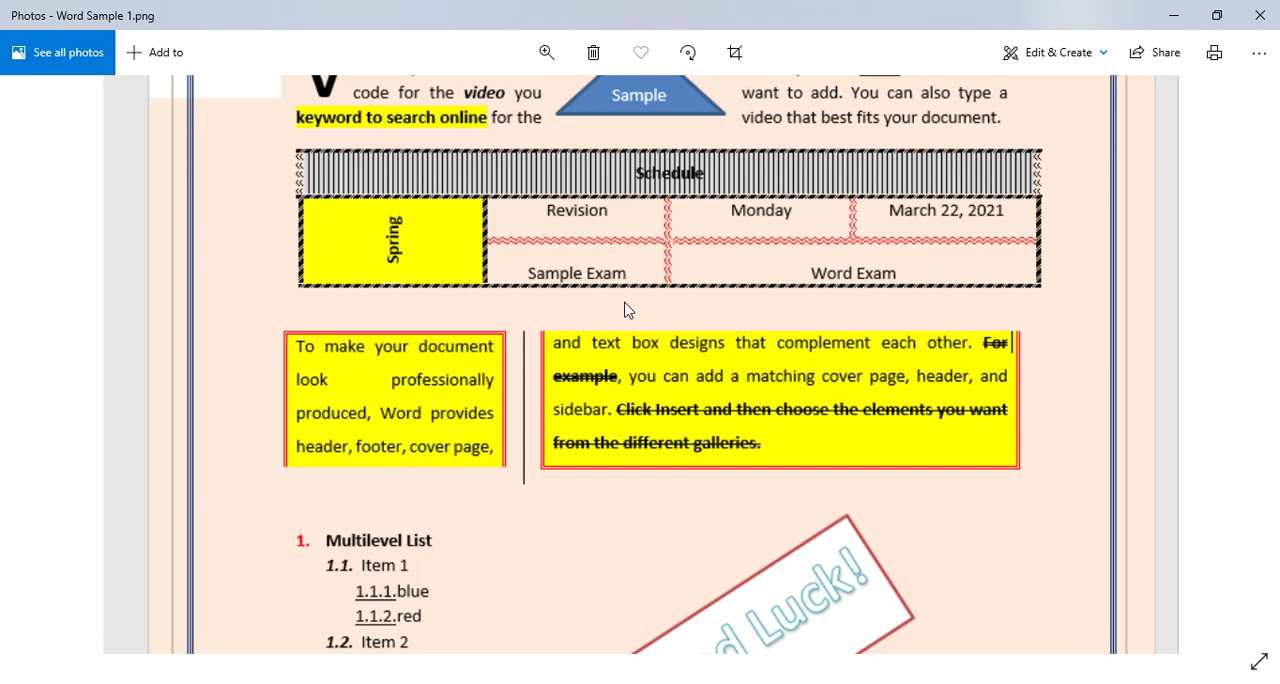 Photos - Word Sample 1.png
See all photos
Add to
Edit & Create
Share
code for the video you
keyword to search online for the
Sample
want to add. You can also type a
video that best fits your document.
Schedule
Spring
Revision Monday March 22, 2021
Sample Exam Word Exam
To make your document
look professionally
produced, Word provides
header, footer, cover page,
and text box designs that complement each other. For
example, you can add a matching cover page, header, and
sidebar. Click Insert and then choose the elements you want
from the different galleries.
1. Multilevel List
1.1. Item 1
1.1.1.blue
1.1.2.red
1.2. Item 2
d Luck!